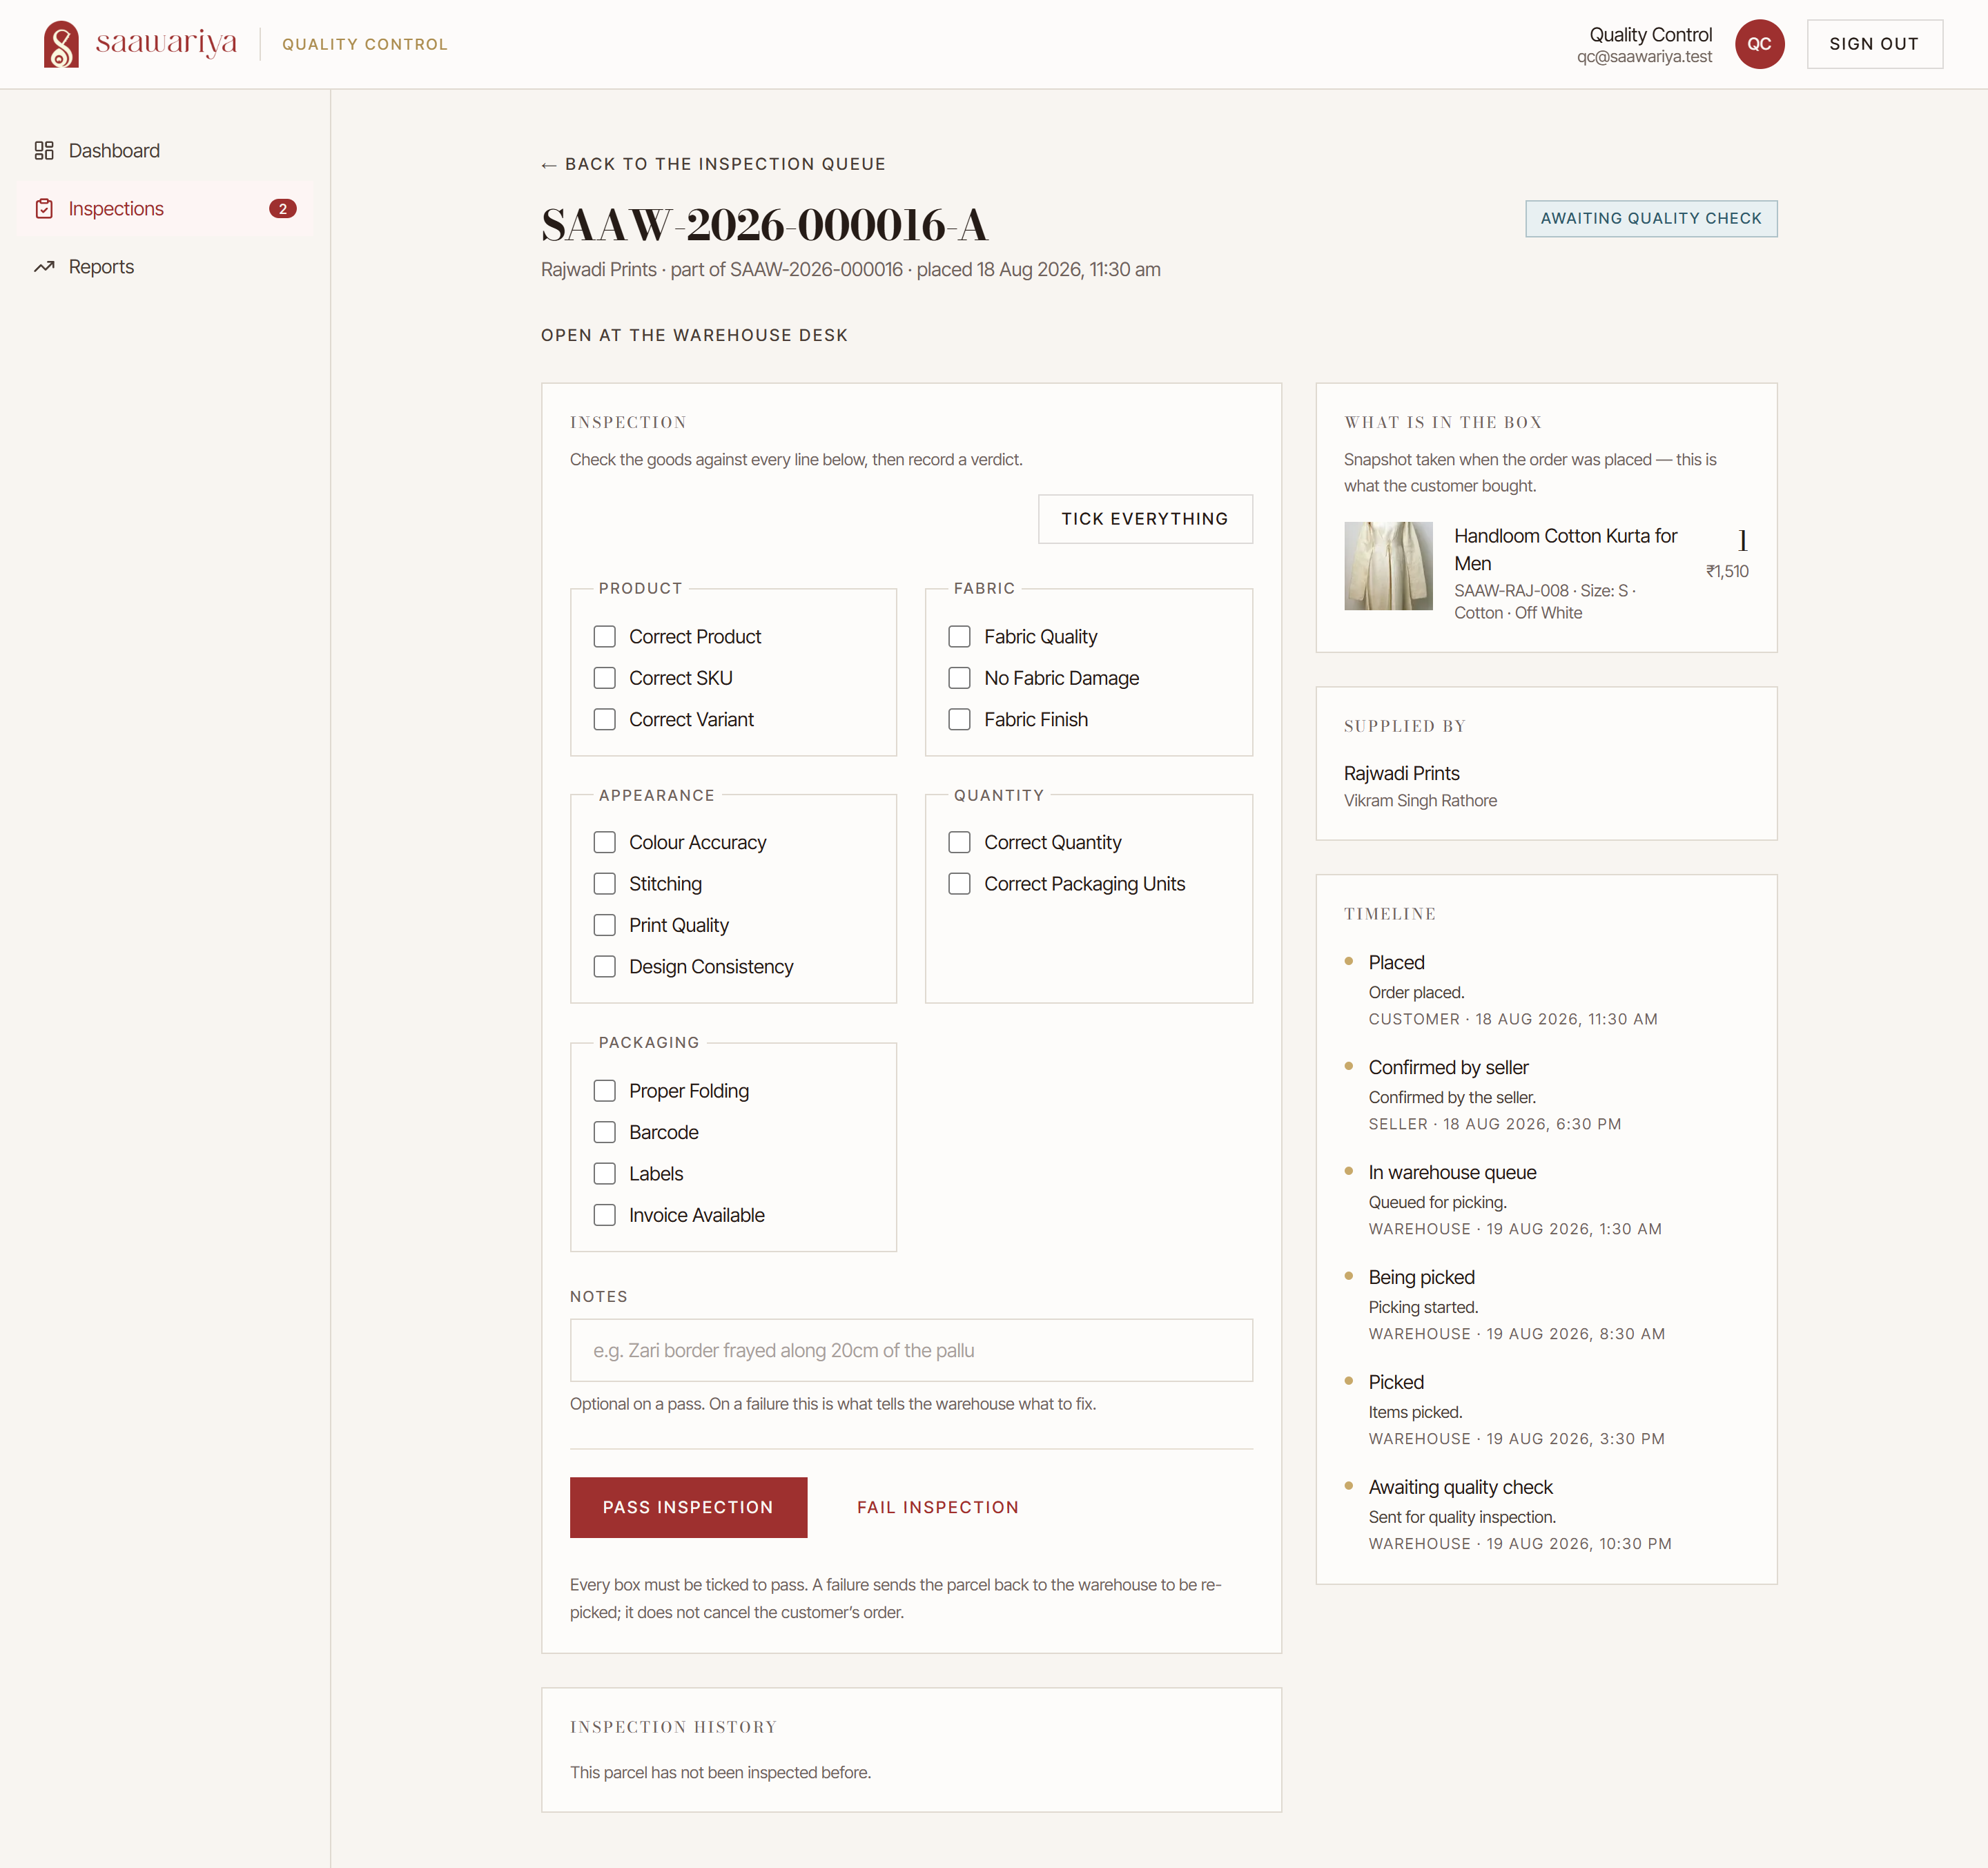 saawariya
QUALITY CONTROL
Quality Control
qc@saawariya.test
QC
SIGN OUT
Dashboard
Inspections
2
Reports
← BACK TO THE INSPECTION QUEUE
SAAW-2026-000016-A
AWAITING QUALITY CHECK
Rajwadi Prints · part of SAAW-2026-000016 · placed 18 Aug 2026, 11:30 am
OPEN AT THE WAREHOUSE DESK
INSPECTION
Check the goods against every line below, then record a verdict.
TICK EVERYTHING
PRODUCT
Correct Product
Correct SKU
Correct Variant
FABRIC
Fabric Quality
No Fabric Damage
Fabric Finish
APPEARANCE
Colour Accuracy
Stitching
Print Quality
Design Consistency
QUANTITY
Correct Quantity
Correct Packaging Units
PACKAGING
Proper Folding
Barcode
Labels
Invoice Available
NOTES
e.g. Zari border frayed along 20cm of the pallu
Optional on a pass. On a failure this is what tells the warehouse what to fix.
PASS INSPECTION
FAIL INSPECTION
Every box must be ticked to pass. A failure sends the parcel back to the warehouse to be re-
picked; it does not cancel the customer’s order.
INSPECTION HISTORY
This parcel has not been inspected before.
WHAT IS IN THE BOX
Snapshot taken when the order was placed — this is
what the customer bought.
Handloom Cotton Kurta for
Men
SAAW-RAJ-008 · Size: S ·
Cotton · Off White
1
₹1,510
SUPPLIED BY
Rajwadi Prints
Vikram Singh Rathore
TIMELINE
Placed
Order placed.
CUSTOMER · 18 AUG 2026, 11:30 AM
Confirmed by seller
Confirmed by the seller.
SELLER · 18 AUG 2026, 6:30 PM
In warehouse queue
Queued for picking.
WAREHOUSE · 19 AUG 2026, 1:30 AM
Being picked
Picking started.
WAREHOUSE · 19 AUG 2026, 8:30 AM
Picked
Items picked.
WAREHOUSE · 19 AUG 2026, 3:30 PM
Awaiting quality check
Sent for quality inspection.
WAREHOUSE · 19 AUG 2026, 10:30 PM